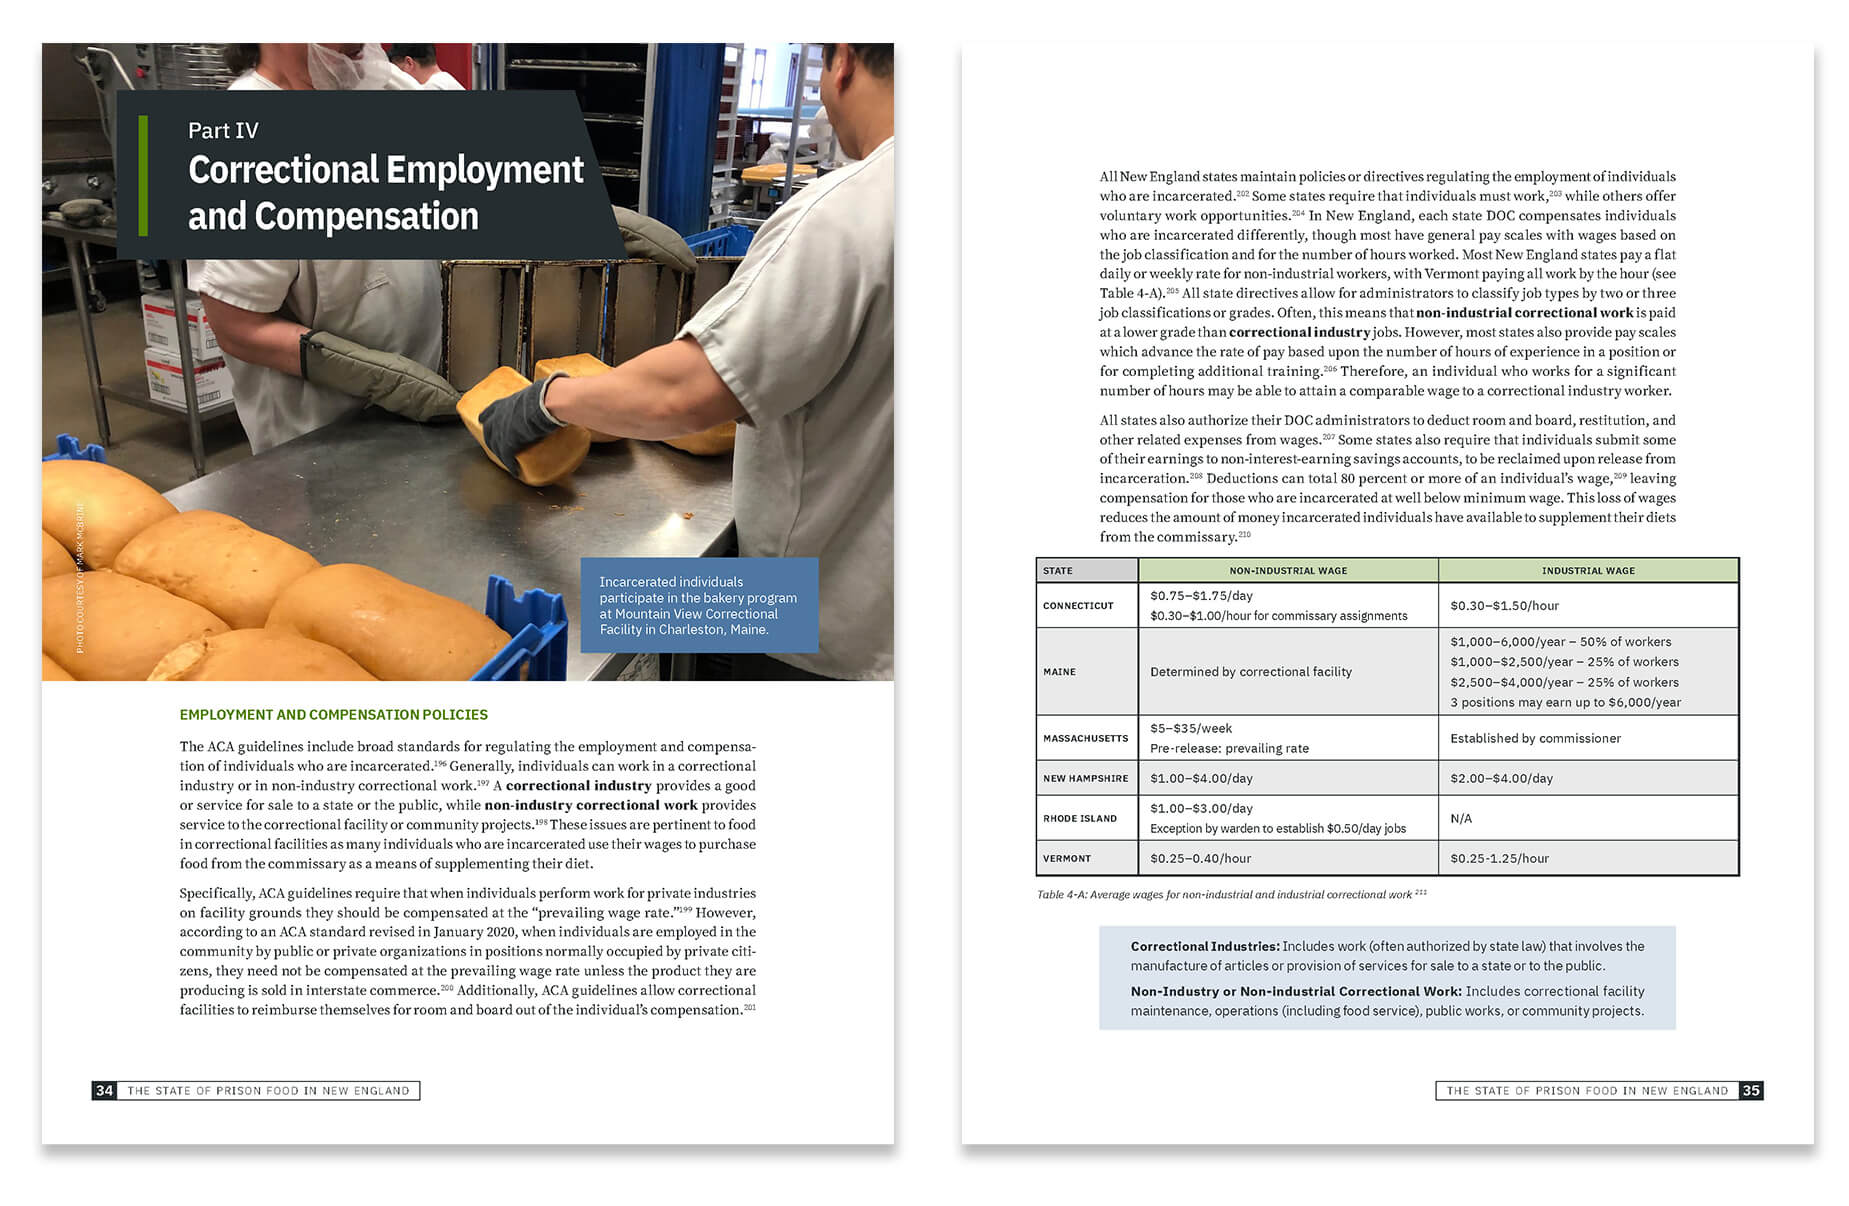 Part IV
Correctional Employment
and Compensation
PHOTO COURTESY OF MARK MCBRINE
Incarcerated individuals
participate in the bakery program
at Mountain View Correctional
Facility in Charleston, Maine.
EMPLOYMENT AND COMPENSATION POLICIES
The ACA guidelines include broad standards for regulating the employment and compensa-
tion of individuals who are incarcerated.196 Generally, individuals can work in a correctional
industry or in non-industry correctional work.197 A correctional industry provides a good
or service for sale to a state or the public, while non-industry correctional work provides
service to the correctional facility or community projects.198 These issues are pertinent to food
in correctional facilities as many individuals who are incarcerated use their wages to purchase
food from the commissary as a means of supplementing their diet.
Specifically, ACA guidelines require that when individuals perform work for private industries
on facility grounds they should be compensated at the “prevailing wage rate.”199 However,
according to an ACA standard revised in January 2020, when individuals are employed in the
community by public or private organizations in positions normally occupied by private citi-
zens, they need not be compensated at the prevailing wage rate unless the product they are
producing is sold in interstate commerce.200 Additionally, ACA guidelines allow correctional
facilities to reimburse themselves for room and board out of the individual’s compensation.201
34 THE STATE OF PRISON FOOD IN NEW ENGLAND
All New England states maintain policies or directives regulating the employment of individuals
who are incarcerated.202 Some states require that individuals must work,203 while others offer
voluntary work opportunities.204 In New England, each state DOC compensates individuals
who are incarcerated differently, though most have general pay scales with wages based on
the job classification and for the number of hours worked. Most New England states pay a flat
daily or weekly rate for non-industrial workers, with Vermont paying all work by the hour (see
Table 4-A).205 All state directives allow for administrators to classify job types by two or three
job classifications or grades. Often, this means that non-industrial correctional work is paid
at a lower grade than correctional industry jobs. However, most states also provide pay scales
which advance the rate of pay based upon the number of hours of experience in a position or
for completing additional training.206 Therefore, an individual who works for a significant
number of hours may be able to attain a comparable wage to a correctional industry worker.
All states also authorize their DOC administrators to deduct room and board, restitution, and
other related expenses from wages.207 Some states also require that individuals submit some
of their earnings to non-interest-earning savings accounts, to be reclaimed upon release from
incarceration.208 Deductions can total 80 percent or more of an individual’s wage,209 leaving
compensation for those who are incarcerated at well below minimum wage. This loss of wages
reduces the amount of money incarcerated individuals have available to supplement their diets
from the commissary.210
STATE NON-INDUSTRIAL WAGE INDUSTRIAL WAGE
CONNECTICUT $0.75–$1.75/day
$0.30–$1.00/hour for commissary assignments $0.30–$1.50/hour
MAINE Determined by correctional facility $1,000–6,000/year – 50% of workers
$1,000–$2,500/year – 25% of workers
$2,500–$4,000/year – 25% of workers
3 positions may earn up to $6,000/year
MASSACHUSETTS $5–$35/week
Pre-release: prevailing rate Established by commissioner
NEW HAMPSHIRE $1.00–$4.00/day $2.00–$4.00/day
RHODE ISLAND $1.00–$3.00/day
Exception by warden to establish $0.50/day jobs N/A
VERMONT $0.25–0.40/hour $0.25-1.25/hour
Table 4-A: Average wages for non-industrial and industrial correctional work 211
Correctional Industries: Includes work (often authorized by state law) that involves the
manufacture of articles or provision of services for sale to a state or to the public.
Non-Industry or Non-industrial Correctional Work: Includes correctional facility
maintenance, operations (including food service), public works, or community projects.
THE STATE OF PRISON FOOD IN NEW ENGLAND 35